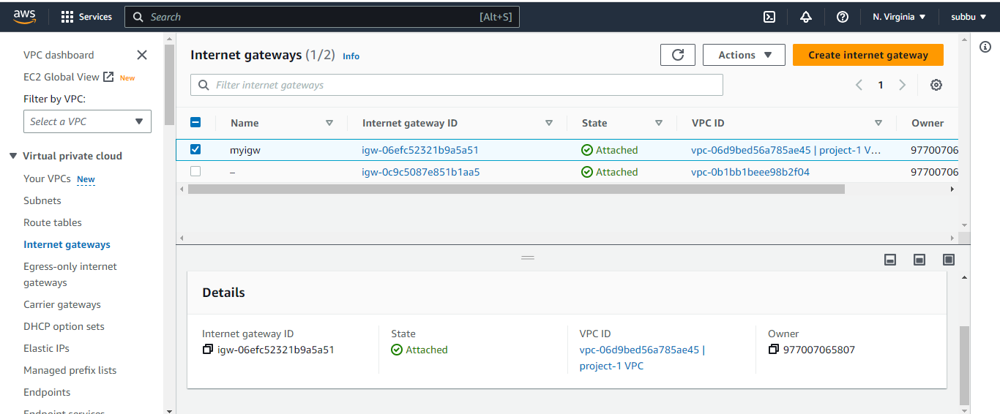 aws Services Search [Alt+S] N. Virginia subbu
VPC dashboard
EC2 Global View New
Filter by VPC:
Select a VPC
Virtual private cloud
Your VPCs New
Subnets
Route tables
Internet gateways
Egress-only internet
gateways
Carrier gateways
DHCP option sets
Elastic IPs
Managed prefix lists
Endpoints
Endpoint services
Internet gateways (1/2) Info
Actions
Create internet gateway
Filter internet gateways
1
Name Internet gateway ID State VPC ID Owner
myigw igw-06efc52321b9a5a51 Attached vpc-06d9bed56a785ae45 | project-1 V... 97700706
– igw-0c9c5087e851b1aa5 Attached vpc-0b1bb1beee98b2f04 97700706
Details
Internet gateway ID State VPC ID Owner
igw-06efc52321b9a5a51 Attached vpc-06d9bed56a785ae45 | 977007065807
project-1 VPC